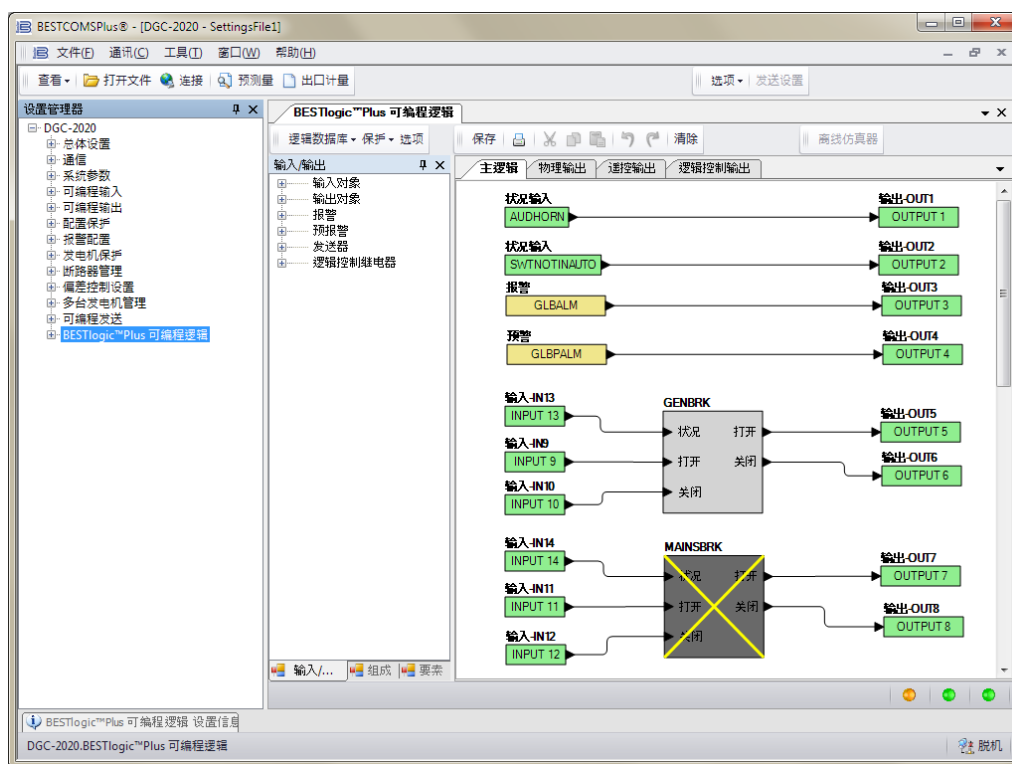 BESTCOMSPlus® - [DGC-2020 - SettingsFile1]
文件(F) 通讯(C) 工具(T) 窗口(W) 帮助(H)
查看 打开文件 连接 预测量 出口计量 选项 发送设置
设置管理器
DGC-2020
总体设置
通信
系统参数
可编程输入
可编程输出
配置保护
报警配置
发电机保护
断路器管理
偏差控制设置
多台发电机管理
可编程发送
BESTlogic™Plus 可编程逻辑
BESTlogic™Plus 可编程逻辑
逻辑数据库 保护 选项 保存 清除 离线仿真器
输入/输出
输入对象
输出对象
报警
预报警
发送器
逻辑控制继电器
输入/... 组成 要素
主逻辑 物理输出 遥控输出 逻辑控制输出
状况输入 输出-OUT1
AUDHORN OUTPUT 1
状况输入 输出-OUT2
SWTNOTINAUTO OUTPUT 2
报警 输出-OUT3
GLBALM OUTPUT 3
预警 输出-OUT4
GLBPALM OUTPUT 4
输入-IN13 GENBRK 输出-OUT5
INPUT 13 状况 打开 OUTPUT 5
输入-IN9 输出-OUT6
INPUT 9 打开 关闭 OUTPUT 6
输入-IN10
INPUT 10 关闭
输入-IN14 MAINSBRK 输出-OUT7
INPUT 14 状况 打开 OUTPUT 7
输入-IN11 输出-OUT8
INPUT 11 打开 关闭 OUTPUT 8
输入-IN12
INPUT 12 关闭
BESTlogic™Plus 可编程逻辑 设置信息
DGC-2020.BESTlogic™Plus 可编程逻辑 脱机